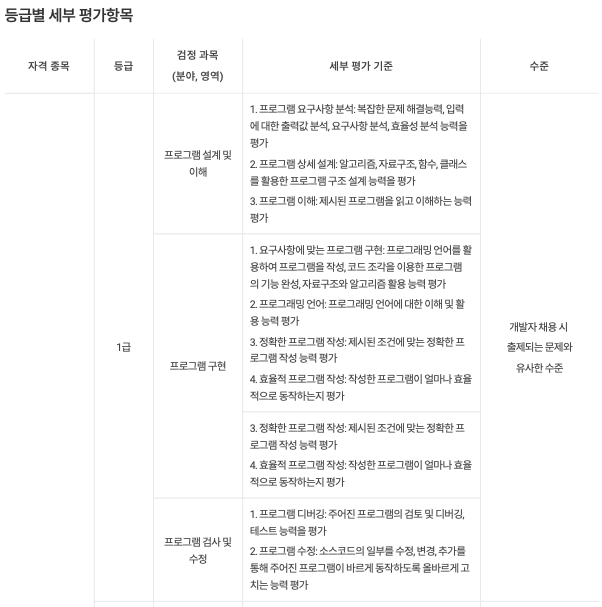 등급별 세부 평가항목
자격 종목
등급
검정 과목
(분야, 영역)
세부 평가 기준
수준
1급
프로그램 설계 및
이해
1. 프로그램 요구사항 분석: 복잡한 문제 해결능력, 입력
에 대한 출력값 분석, 요구사항 분석, 효율성 분석 능력을
평가
2. 프로그램 상세 설계: 알고리즘, 자료구조, 함수, 클래스
를 활용한 프로그램 구조 설계 능력을 평가
3. 프로그램 이해: 제시된 프로그램을 읽고 이해하는 능력
평가
프로그램 구현
1. 요구사항에 맞는 프로그램 구현: 프로그래밍 언어를 활
용하여 프로그램을 작성, 코드 조각을 이용한 프로그램
의 기능 완성, 자료구조와 알고리즘 활용 능력 평가
2. 프로그래밍 언어: 프로그래밍 언어에 대한 이해 및 활
용 능력 평가
3. 정확한 프로그램 작성: 제시된 조건에 맞는 정확한 프
로그램 작성 능력 평가
4. 효율적 프로그램 작성: 작성한 프로그램이 얼마나 효율
적으로 동작하는지 평가
3. 정확한 프로그램 작성: 제시된 조건에 맞는 정확한 프
로그램 작성 능력 평가
4. 효율적 프로그램 작성: 작성한 프로그램이 얼마나 효율
적으로 동작하는지 평가
프로그램 검사 및
수정
1. 프로그램 디버깅: 주어진 프로그램의 검토 및 디버깅,
테스트 능력을 평가
2. 프로그램 수정: 소스코드의 일부를 수정, 변경, 추가를
통해 주어진 프로그램이 바르게 동작하도록 올바르게 고
치는 능력 평가
개발자 채용 시
출제되는 문제와
유사한 수준